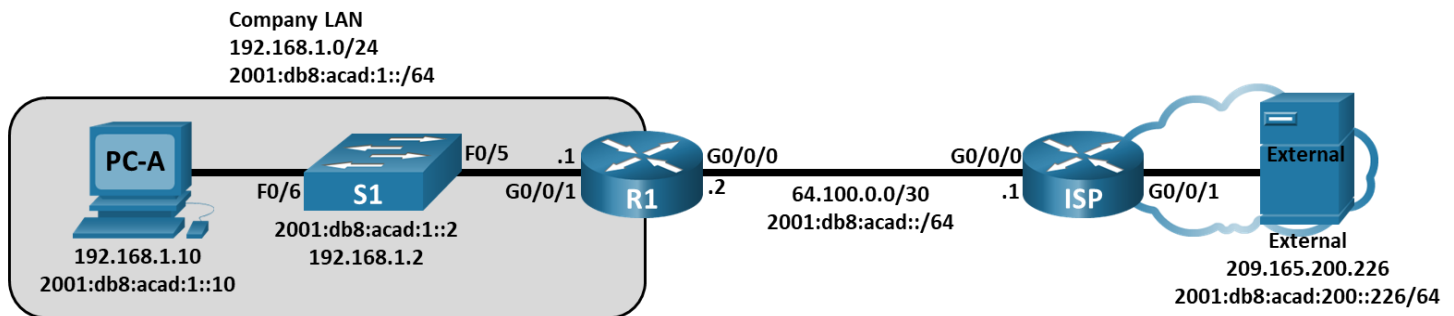 Company LAN
192.168.1.0/24
2001:db8:acad:1::/64
PC-A
F0/6
S1
F0/5
.1
G0/0/1
R1
G0/0/0
.2
64.100.0.0/30
2001:db8:acad::/64
G0/0/0
.1
ISP
G0/0/1
External
192.168.1.10
2001:db8:acad:1::10
2001:db8:acad:1::2
192.168.1.2
External
209.165.200.226
2001:db8:acad:200::226/64